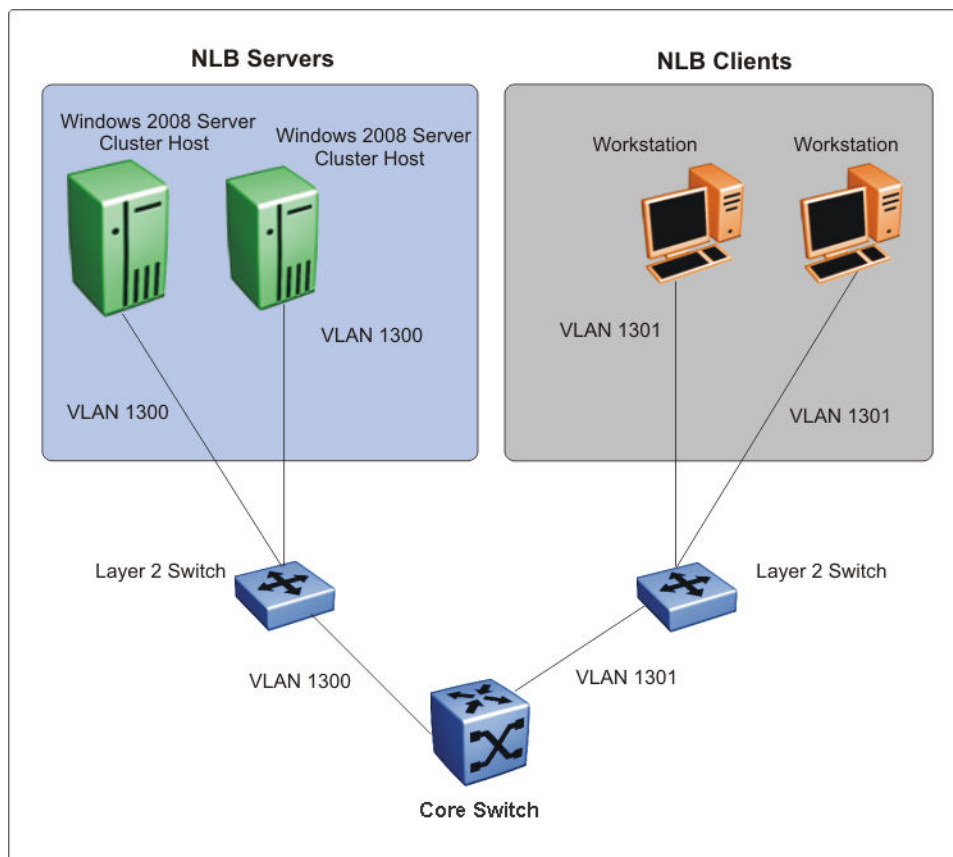 NLB Servers
NLB Clients
Windows 2008 Server
Cluster Host
Windows 2008 Server
Cluster Host
Workstation
Workstation
VLAN 1300
VLAN 1301
VLAN 1300
VLAN 1301
Layer 2 Switch
Layer 2 Switch
VLAN 1300
VLAN 1301
Core Switch